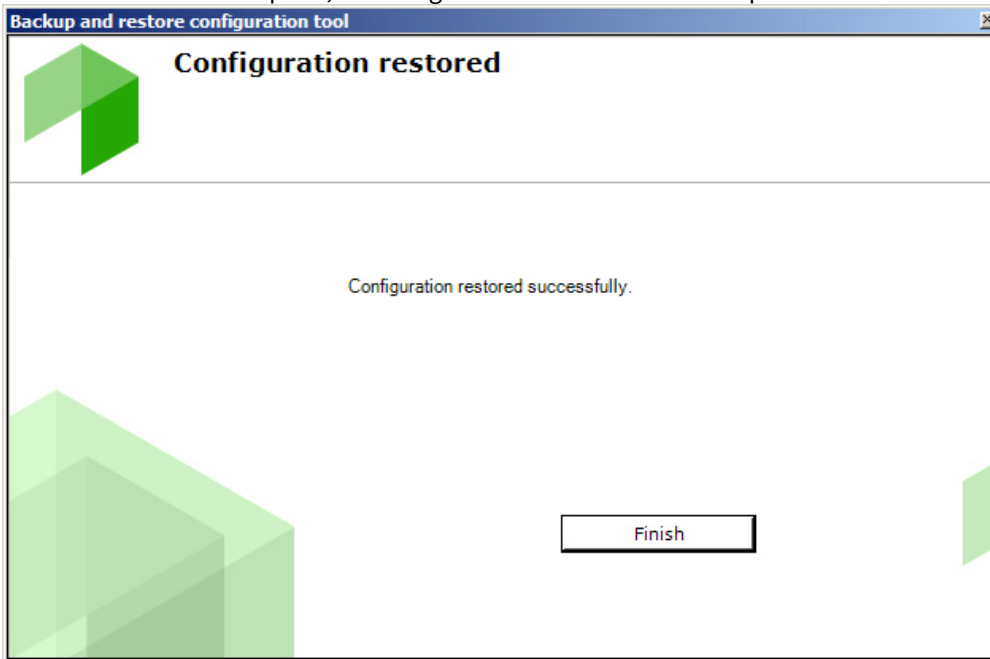 Backup and restore configuration tool
Configuration restored
Configuration restored successfully.
Finish